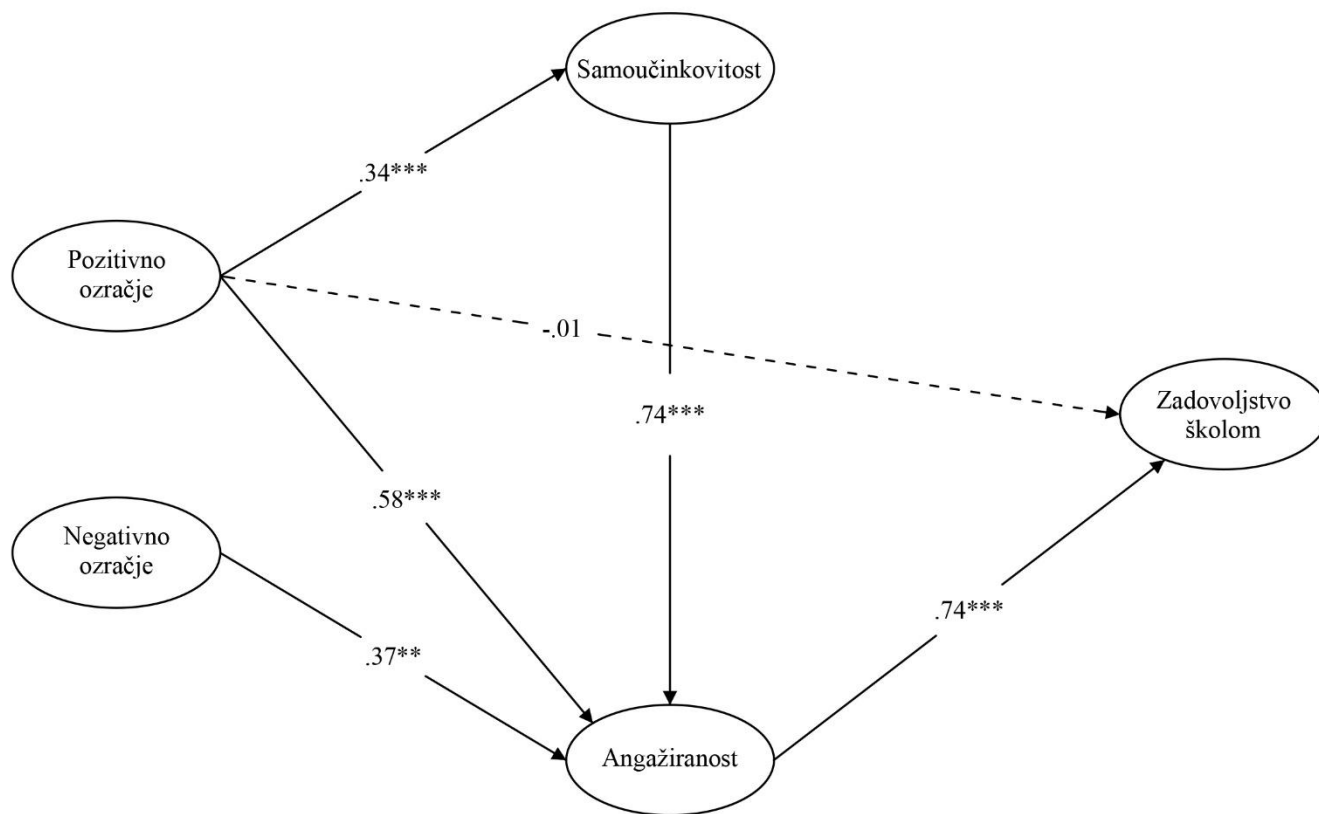 Samoučinkovitost
.34***
Pozitivno
ozračje
-.01
.74***
Zadovoljstvo
školom
.58***
Negativno
ozračje
.74***
.37**
Angažiranost